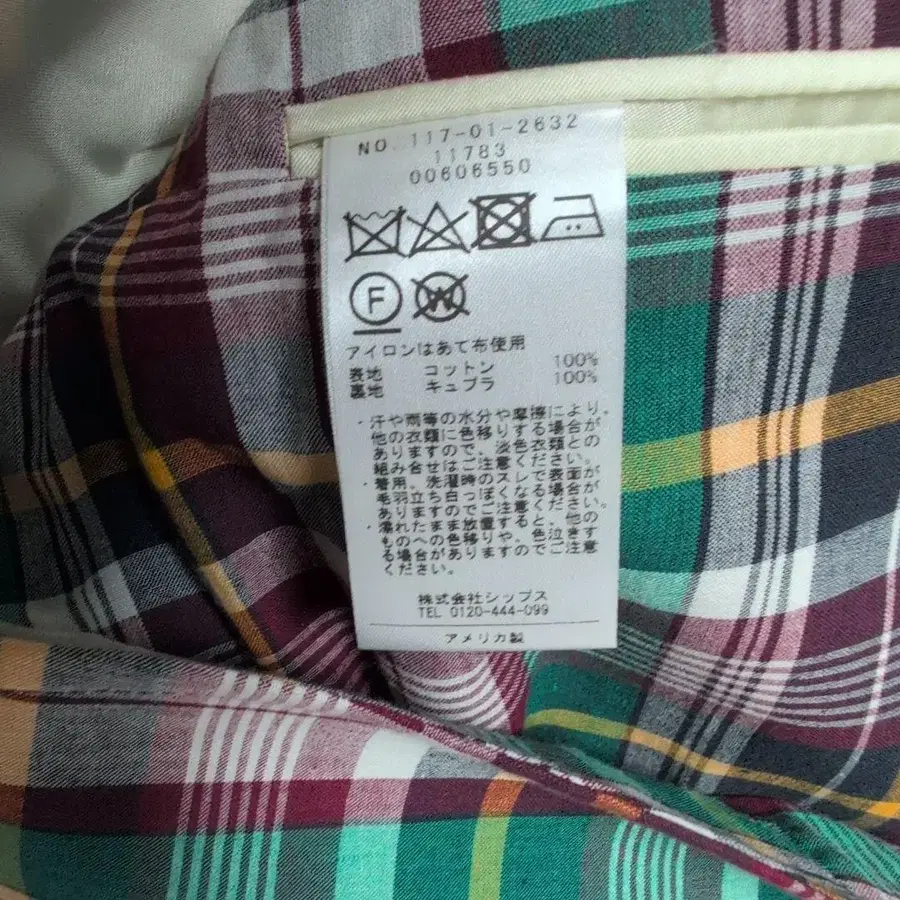 NO. 117-01-2632
11783
00606550
F W
アイロンはあて布使用
表地 コットン 100%
裏地 キュプラ 100%
・汗や雨等の水分や摩擦により、
他の衣類に色移りする場合が
ありますので、淡色衣類との
組み合せはご注意ください。
・着用、洗濯時のスレで表面が
毛羽立ち白っぽくなる場合が
ありますのでご注意ください。
・濡れたまま放置すると、他の
ものへの色移りや、色泣きす
る場合がありますのでご注意
ください。
株式会社シップス
TEL 0120-444-099
アメリカ製